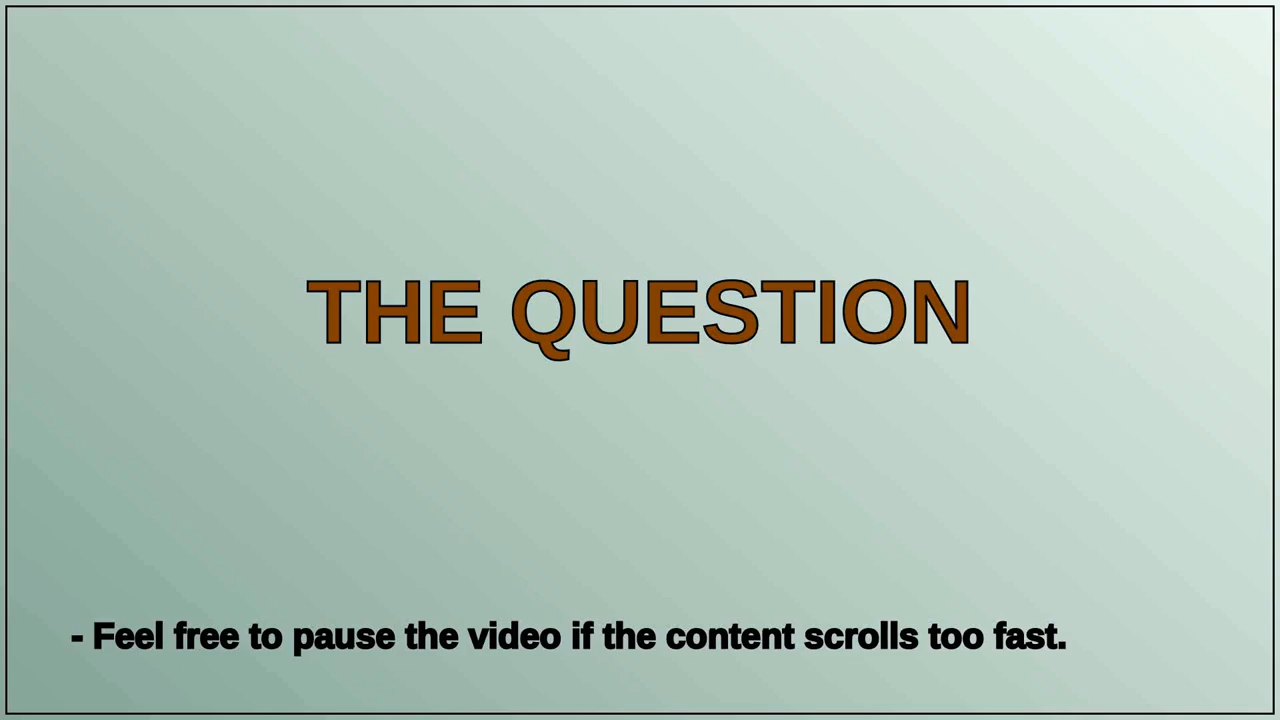 THE QUESTION
- Feel free to pause the video if the content scrolls too fast.